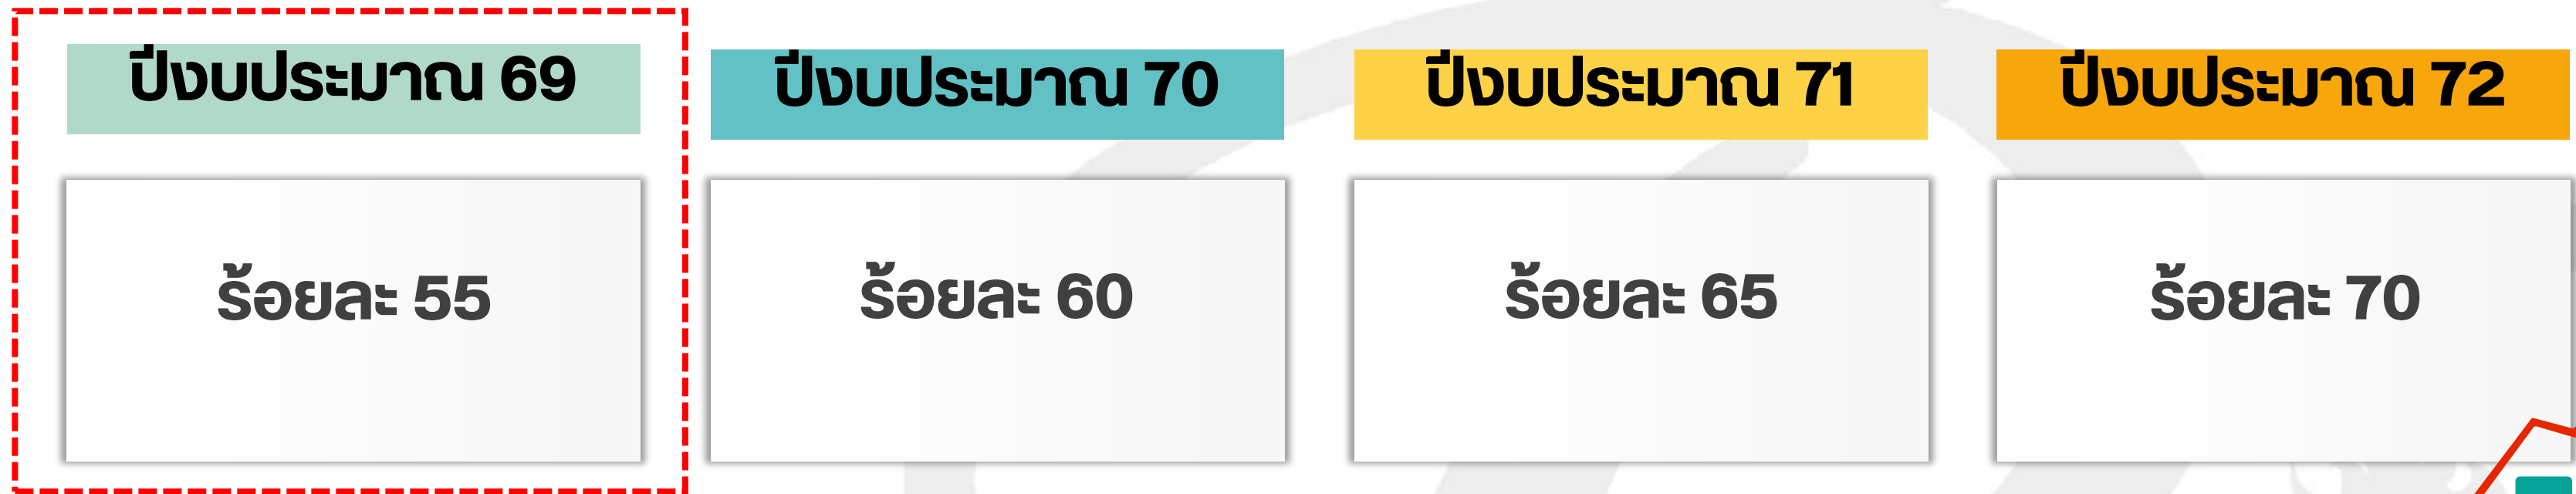 ปีงบประมาณ 69
ปีงบประมาณ 70
ปีงบประมาณ 71
ปีงบประมาณ 72
ร้อยละ 55
ร้อยละ 60
ร้อยละ 65
ร้อยละ 70